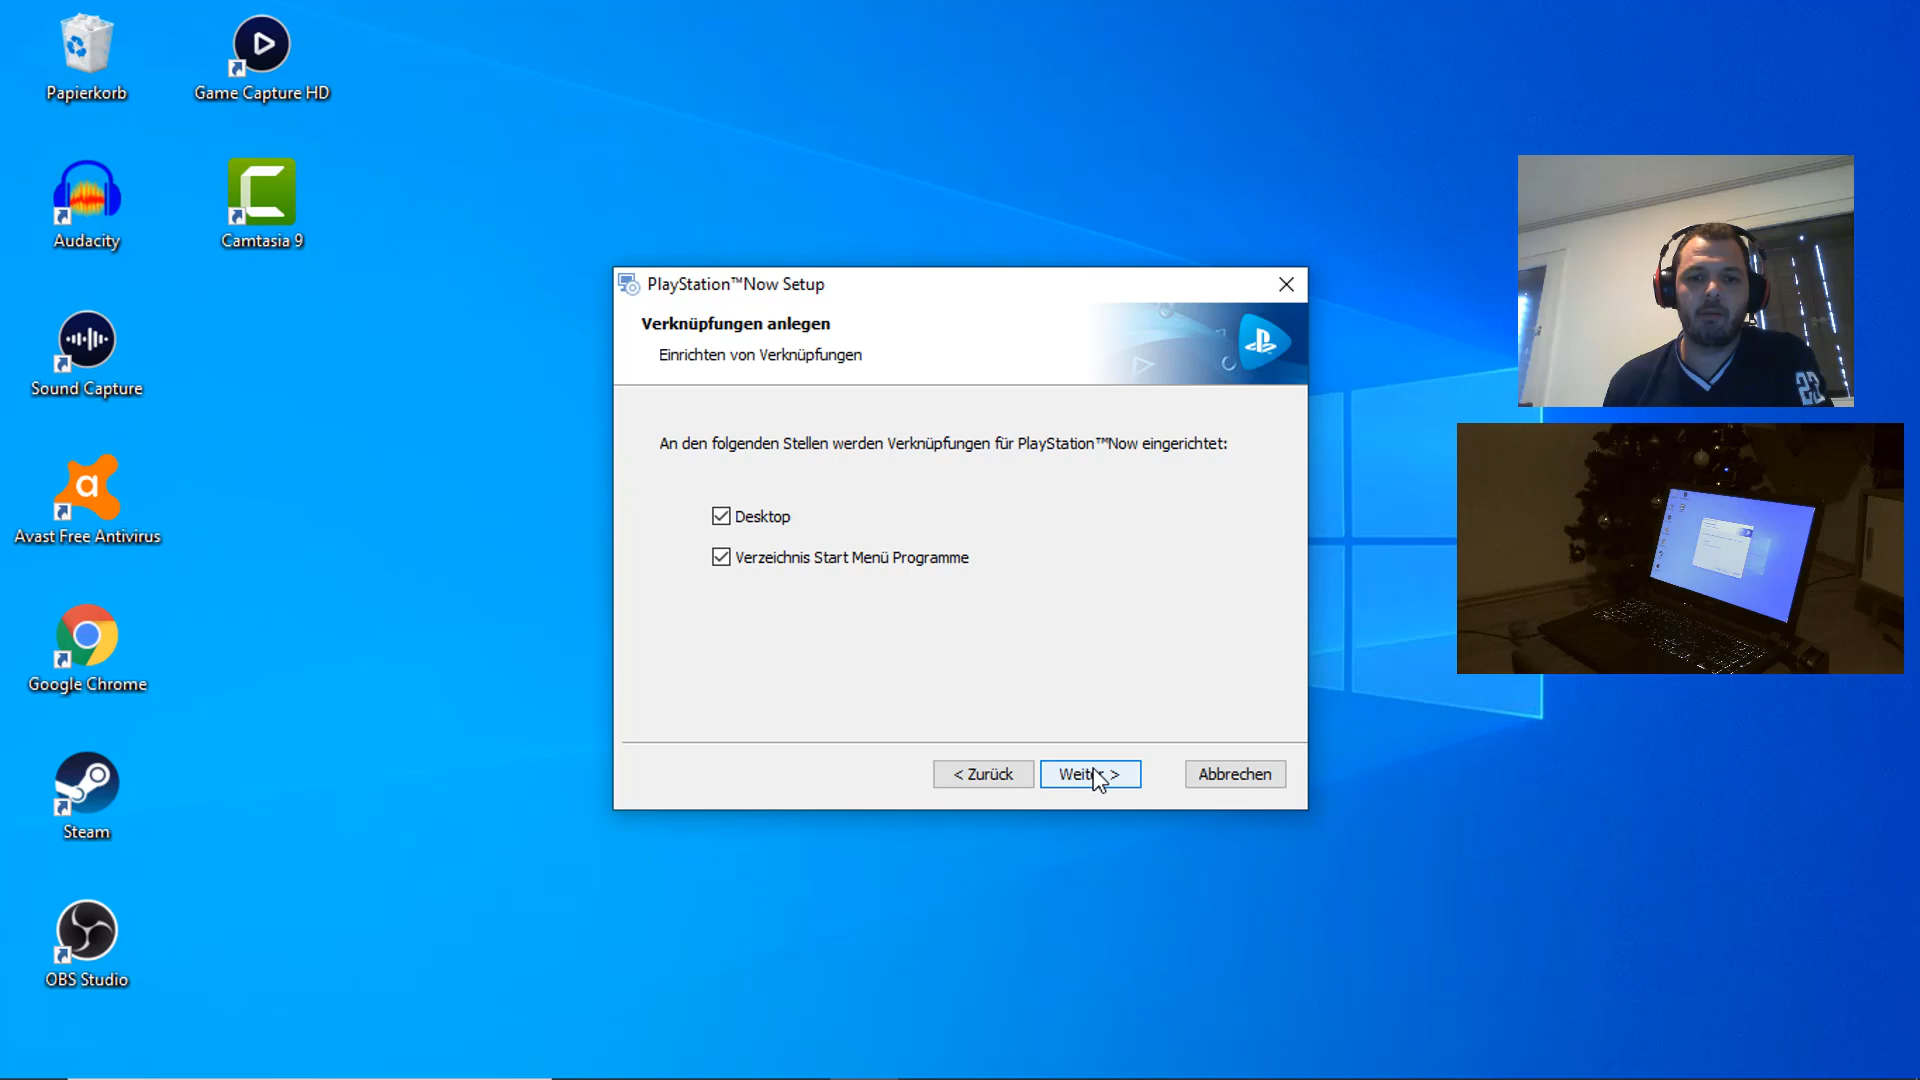 Papierkorb
Game Capture HD
Audacity
Camtasia 9
Sound Capture
Avast Free Antivirus
Google Chrome
Steam
OBS Studio
PlayStation™Now Setup
Verknüpfungen anlegen
Einrichten von Verknüpfungen
An den folgenden Stellen werden Verknüpfungen für PlayStation™Now eingerichtet:
Desktop
Verzeichnis Start Menü Programme
< Zurück
Weiter >
Abbrechen
23